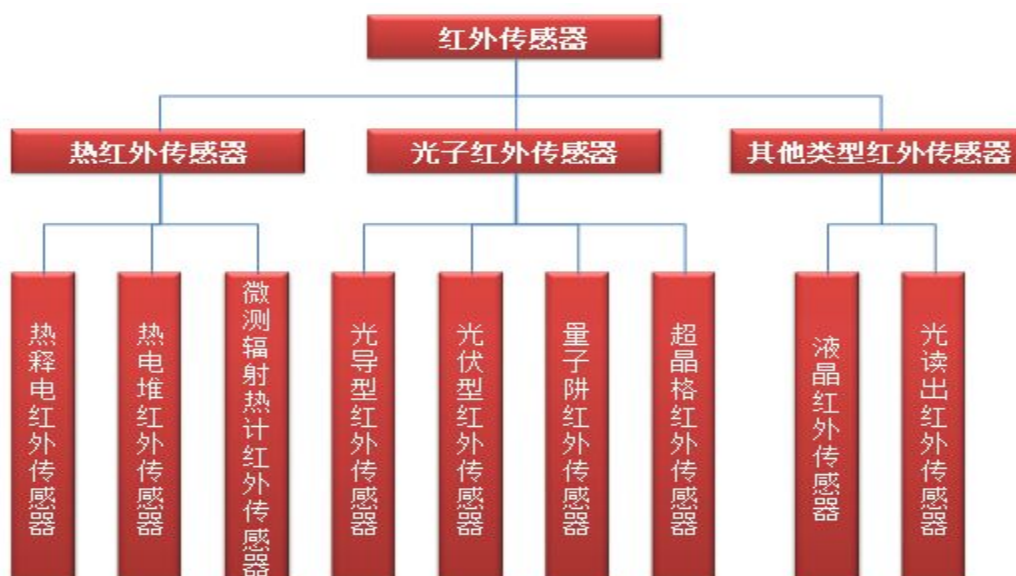 红外传感器
热红外传感器
光子红外传感器
其他类型红外传感器
热释电红外传感器
热电堆红外传感器
微测辐射热计红外传感器
光导型红外传感器
光伏型红外传感器
量子阱红外传感器
超晶格红外传感器
液晶红外传感器
光读出红外传感器